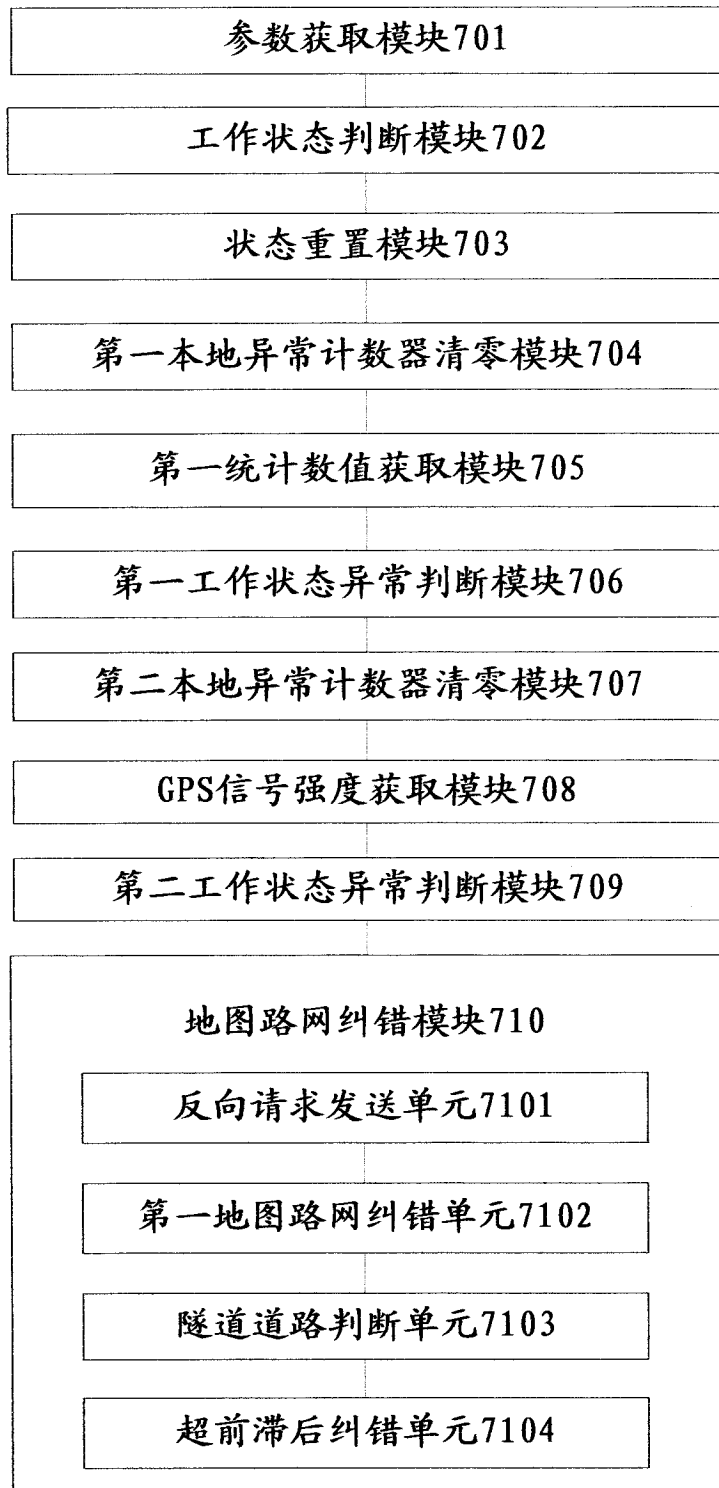 参数获取模块701
工作状态判断模块702
状态重置模块703
第一本地异常计数器清零模块704
第一统计数值获取模块705
第一工作状态异常判断模块706
第二本地异常计数器清零模块707
GPS信号强度获取模块708
第二工作状态异常判断模块709
地图路网纠错模块710
反向请求发送单元7101
第一地图路网纠错单元7102
隧道道路判断单元7103
超前滞后纠错单元7104